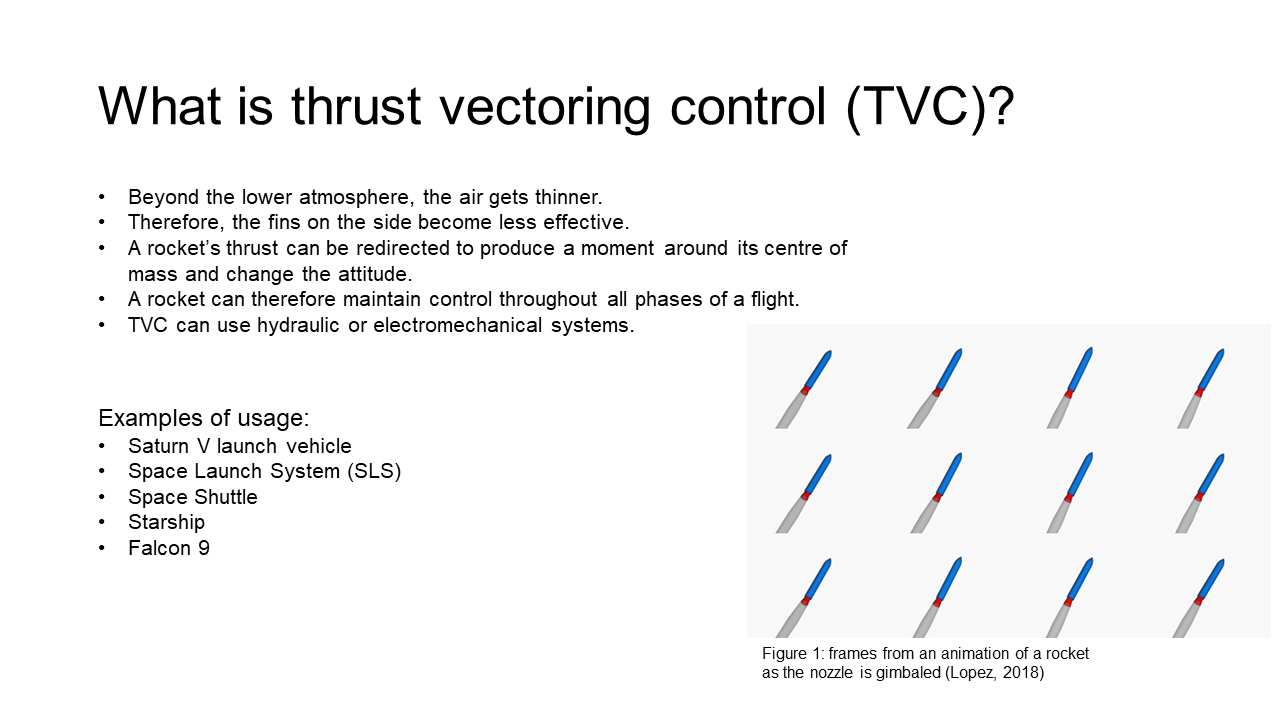 What is thrust vectoring control (TVC)?
• Beyond the lower atmosphere, the air gets thinner.
• Therefore, the fins on the side become less effective.
• A rocket’s thrust can be redirected to produce a moment around its centre of
mass and change the attitude.
• A rocket can therefore maintain control throughout all phases of a flight.
• TVC can use hydraulic or electromechanical systems.
Examples of usage:
• Saturn V launch vehicle
• Space Launch System (SLS)
• Space Shuttle
• Starship
• Falcon 9
Figure 1: frames from an animation of a rocket
as the nozzle is gimbaled (Lopez, 2018)